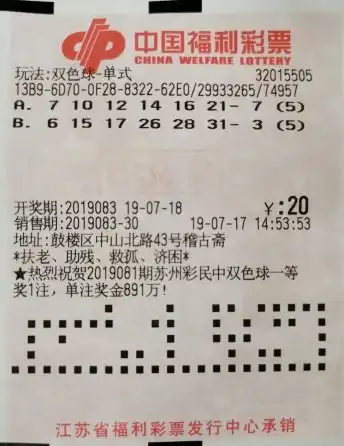 中国福利彩票
CHINA WELFARE LOTTERY
玩法:双色球-单式 32015505
13B9-6D70-0F28-8322-62E0/29933265/74957
A. 7 10 12 14 16 21- 7 (5)
B. 6 15 17 26 28 31- 3 (5)
开奖期:2019083 19-07-18 ￥:20
销售期:2019083-30 19-07-17 14:53:53
地址:鼓楼区中山北路43号稽古斋
*扶老、助残、救孤、济困*
★热烈祝贺2019081期苏州彩民中双色球一等
奖1注，单注奖金891万!
江苏省福利彩票发行中心承销